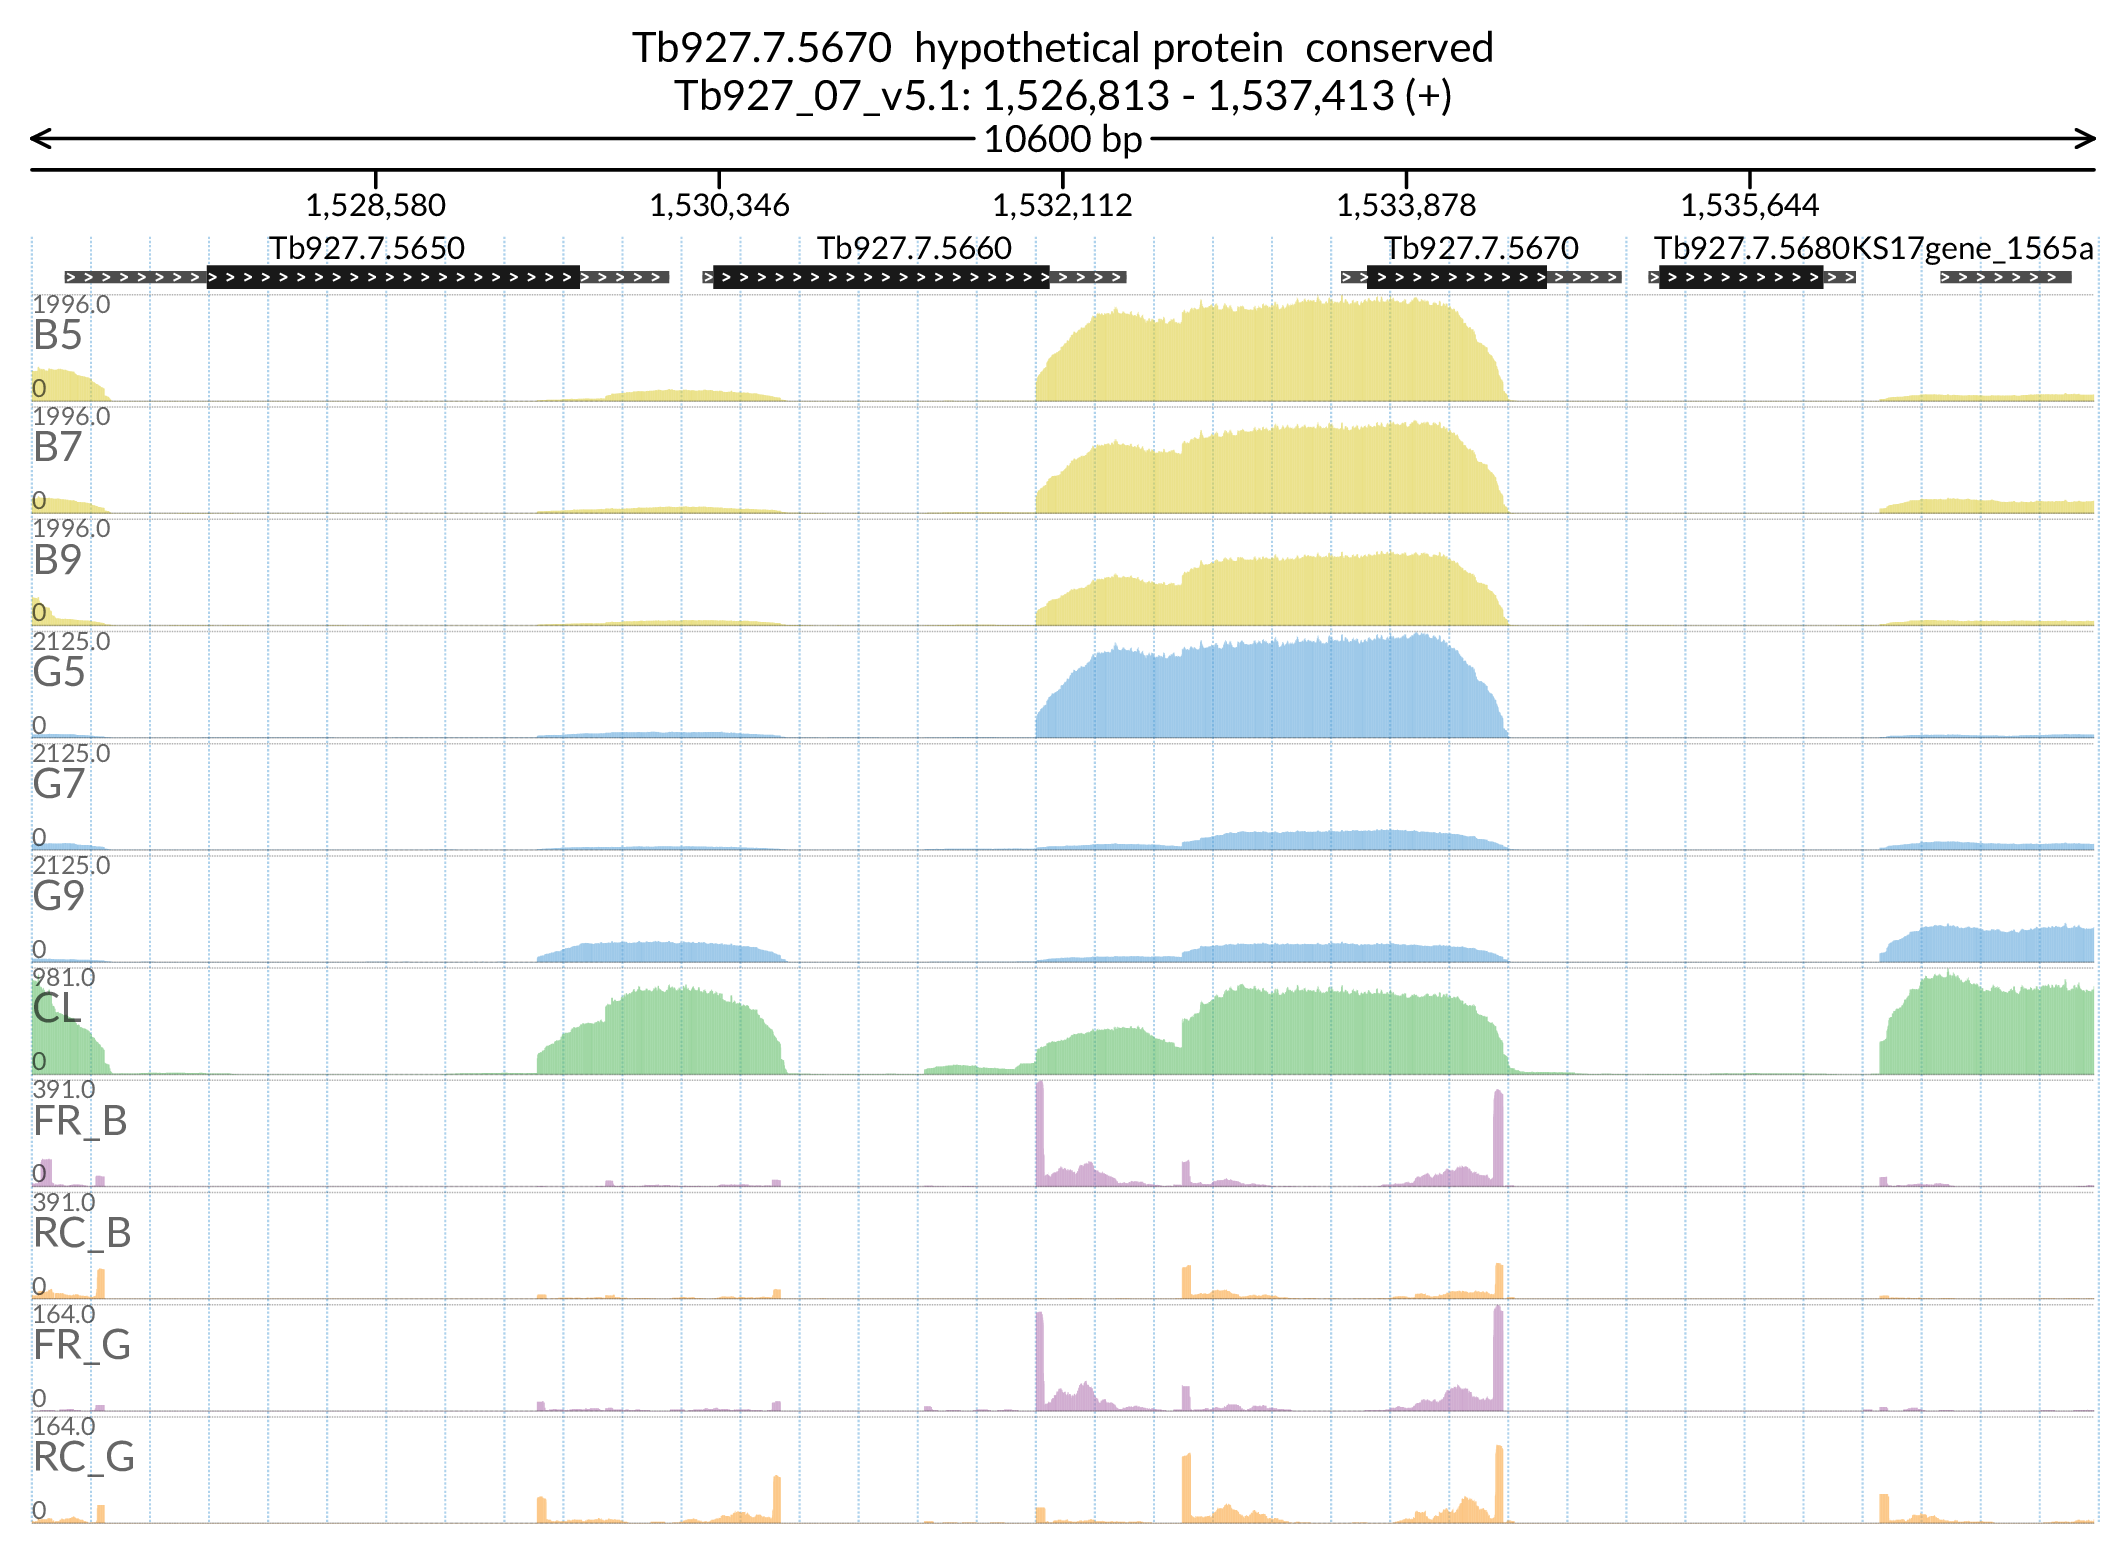 Tb927.7.5670  hypothetical protein  conserved
Tb927_07_v5.1: 1,526,813 - 1,537,413 (+)
10600 bp
1,528,580 1,530,346 1,532,112 1,533,878 1,535,644
Tb927.7.5650 Tb927.7.5660 Tb927.7.5670 Tb927.7.5680 KS17gene_1565a
1996.0
B5
0
1996.0
B7
0
1996.0
B9
0
2125.0
G5
0
2125.0
G7
0
2125.0
G9
0
981.0
CL
0
391.0
FR_B
0
391.0
RC_B
0
164.0
FR_G
0
164.0
RC_G
0